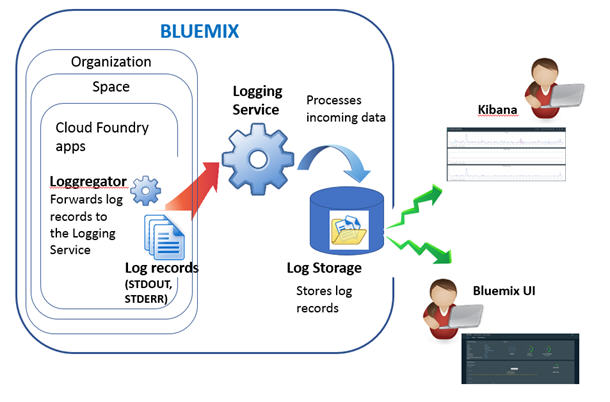 BLUEMIX
Organization
Space
Cloud Foundry
apps
Loggregator
Forwards log
records to
the Logging
Service
Log records
(STDOUT,
STDERR)
Logging
Service
Processes
incoming data
Log Storage
Stores log
records
Kibana
Bluemix UI